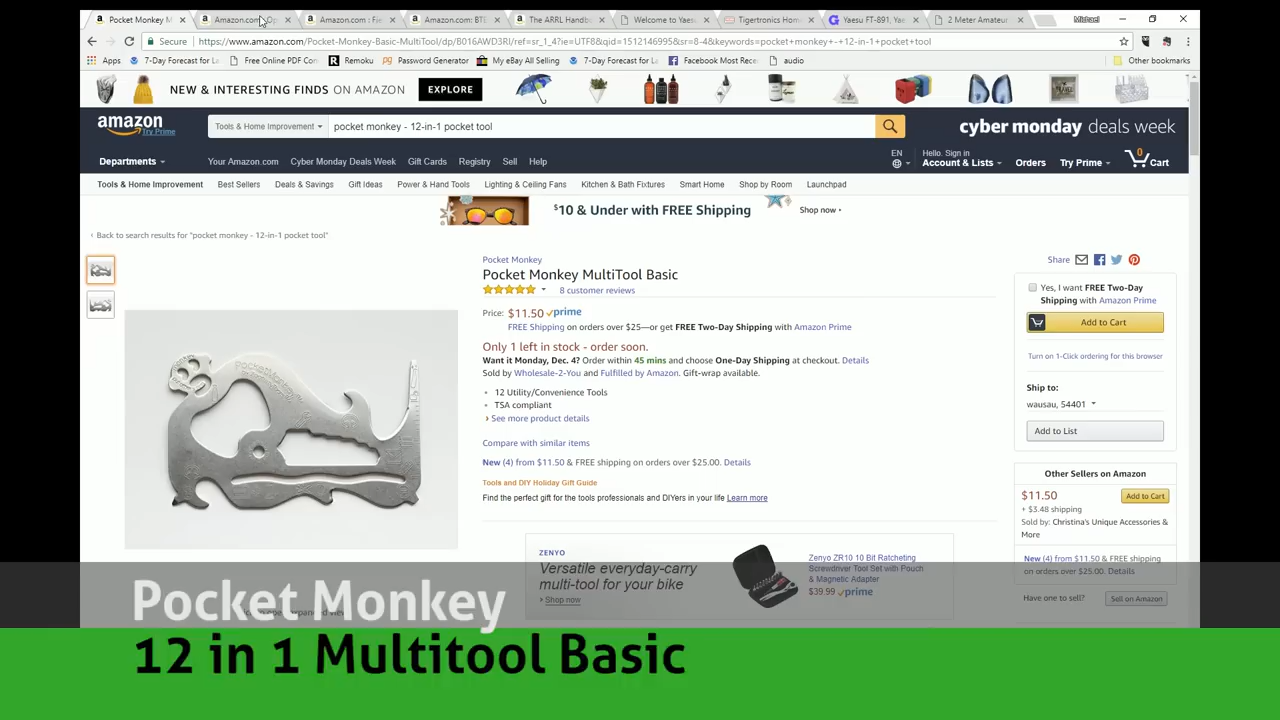 Pocket Monkey M
Amazon.com
Amazon.com : Fie
Amazon.com: BTE
The ARRL Handb
Welcome to Yaes
Tigertronics Hom
Yaesu FT-891, Ya
2 Meter Amateu
Michael
Secure
https://www.amazon.com/Pocket-Monkey-Basic-MultiTool/dp/B016AWD3RI/ref=sr_1_4?ie=UTF8&qid=1512146995&sr=8-4&keywords=pocket+monkey+-+12-in-1+pocket+tool
Apps
7-Day Forecast for La
Free Online PDF Con
Remoku
Password Generator
My eBay All Selling
7-Day Forecast for La
Facebook Most Rece
audio
Other bookmarks
NEW & INTERESTING FINDS ON AMAZON
EXPLORE
amazon
Try Prime
Tools & Home Improvement
pocket monkey - 12-in-1 pocket tool
cyber monday deals week
Departments
Your Amazon.com
Cyber Monday Deals Week
Gift Cards
Registry
Sell
Help
EN
Hello. Sign in
Account & Lists
Orders
Try Prime
0
Cart
Tools & Home Improvement
Best Sellers
Deals & Savings
Gift Ideas
Power & Hand Tools
Lighting & Ceiling Fans
Kitchen & Bath Fixtures
Smart Home
Shop by Room
Launchpad
$10 & Under with FREE Shipping
Shop now ›
‹ Back to search results for "pocket monkey - 12-in-1 pocket tool"
Pocket Monkey
Pocket Monkey MultiTool Basic
8 customer reviews
Price: $11.50 prime
FREE Shipping on orders over $25—or get FREE Two-Day Shipping with Amazon Prime
Only 1 left in stock - order soon.
Want it Monday, Dec. 4? Order within 45 mins and choose One-Day Shipping at checkout. Details
Sold by Wholesale-2-You and Fulfilled by Amazon. Gift-wrap available.
• 12 Utility/Convenience Tools
• TSA compliant
› See more product details
Compare with similar items
New (4) from $11.50 & FREE shipping on orders over $25.00. Details
Tools and DIY Holiday Gift Guide
Find the perfect gift for the tools professionals and DIYers in your life Learn more
ZENYO
Versatile everyday-carry
multi-tool for your bike
› Shop now
Zenyo ZR10 10 Bit Ratcheting
Screwdriver Tool Set with Pouch
& Magnetic Adapter
$39.99 prime
Share
Yes, I want FREE Two-Day
Shipping with Amazon Prime
Add to Cart
Turn on 1-Click ordering for this browser
Ship to:
wausau, 54401
Add to List
Other Sellers on Amazon
$11.50
Add to Cart
+ $3.48 shipping
Sold by: Christina's Unique Accessories &
More
New (4) from $11.50 & FREE shipping
on orders over $25.00. Details
Have one to sell?
Sell on Amazon
Pocket Monkey
12 in 1 Multitool Basic